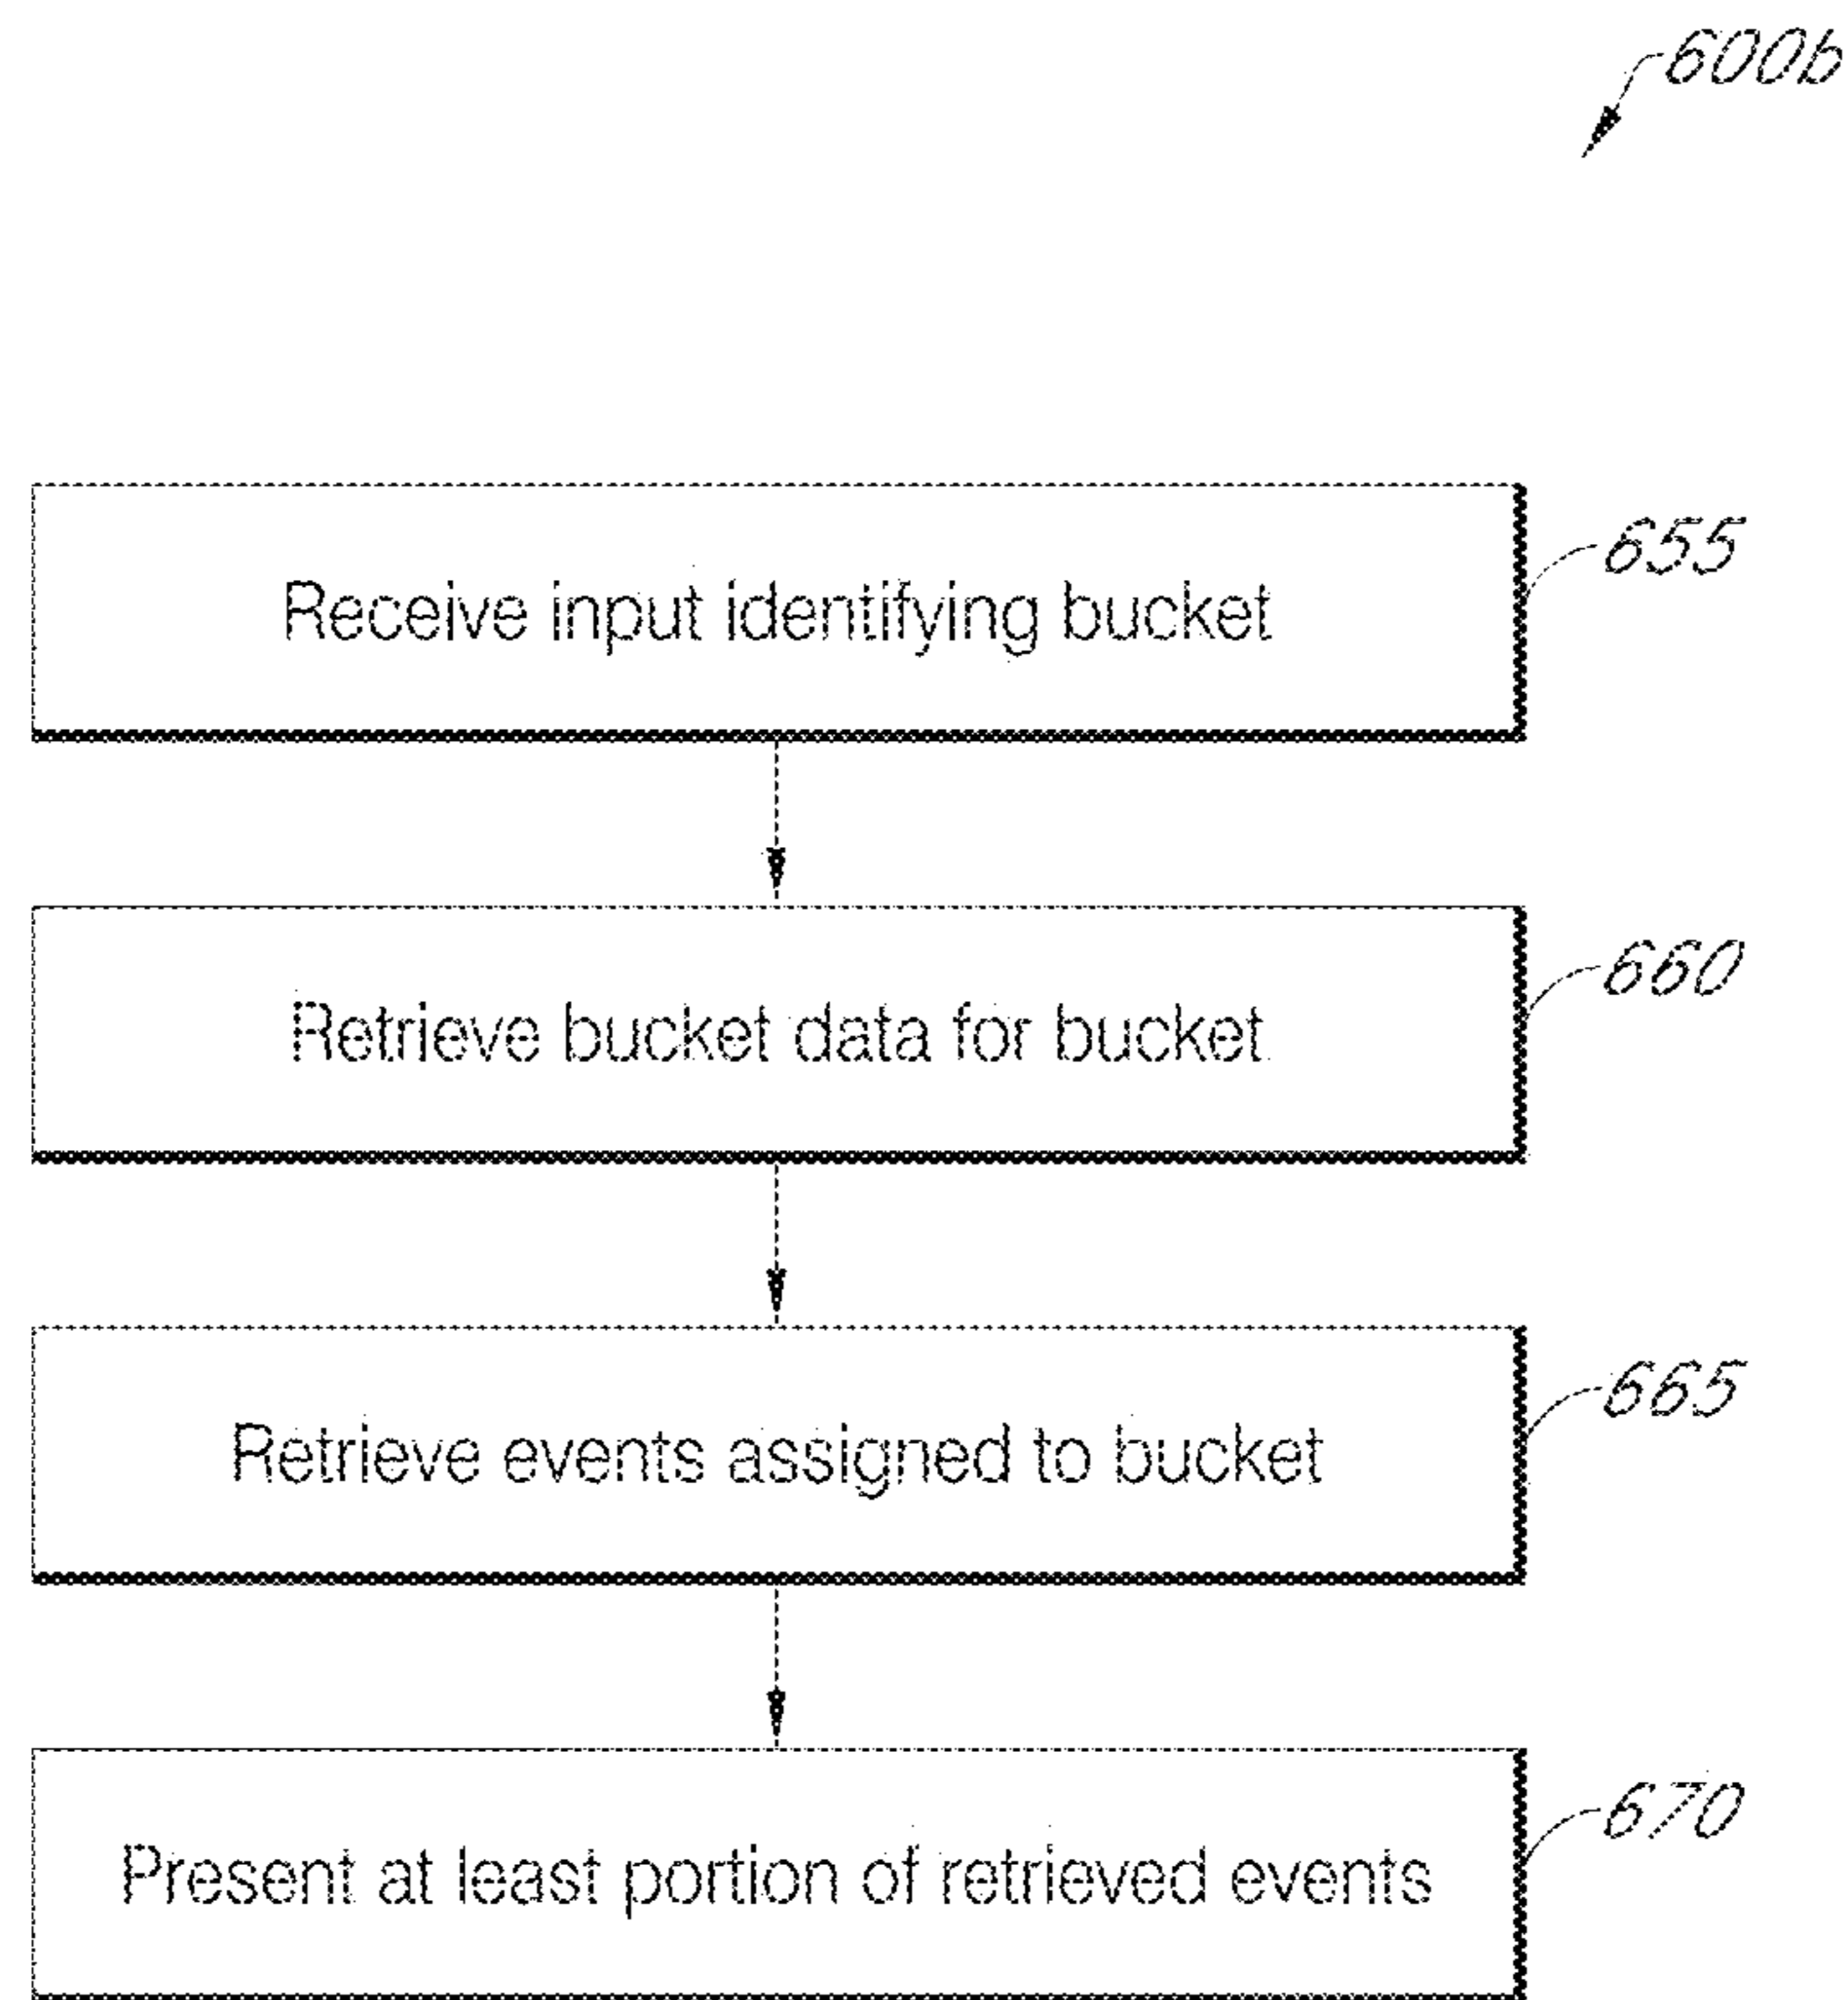 600b
Receive input identifying bucket
655
Retrieve bucket data for bucket
660
Retrieve events assigned to bucket
665
Present at least portion of retrieved events
670